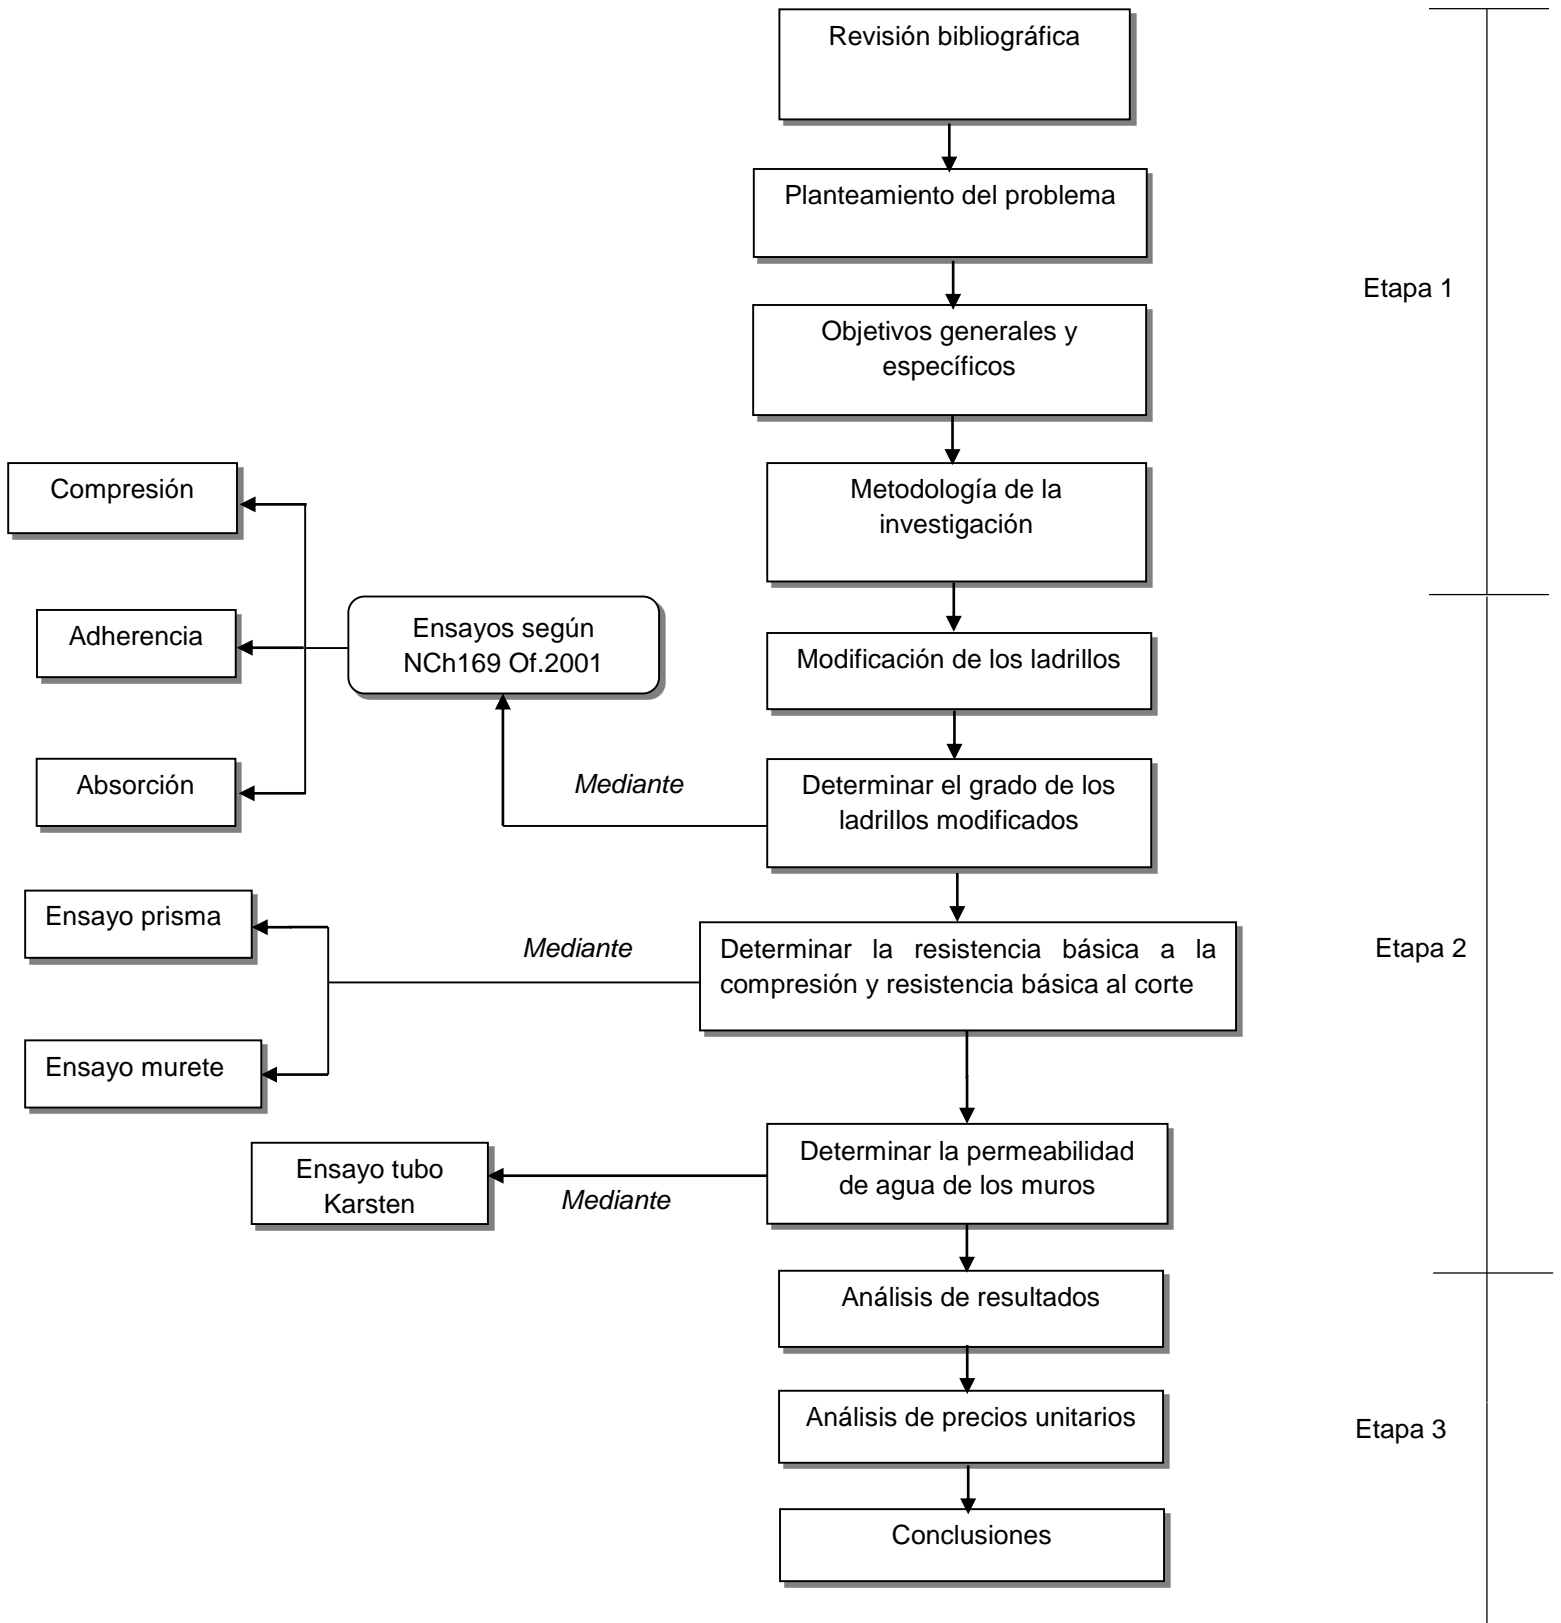 Revisión bibliográfica
Planteamiento del problema
Etapa 1
Objetivos generales y
específicos
Compresión
Metodología de la
investigación
Adherencia
Ensayos según
NCh169 Of.2001
Modificación de los ladrillos
Absorción
Mediante
Determinar el grado de los
ladrillos modificados
Ensayo prisma
Mediante
Determinar la resistencia básica a la
compresión y resistencia básica al corte
Etapa 2
Ensayo murete
Ensayo tubo
Karsten
Mediante
Determinar la permeabilidad
de agua de los muros
Análisis de resultados
Análisis de precios unitarios
Etapa 3
Conclusiones